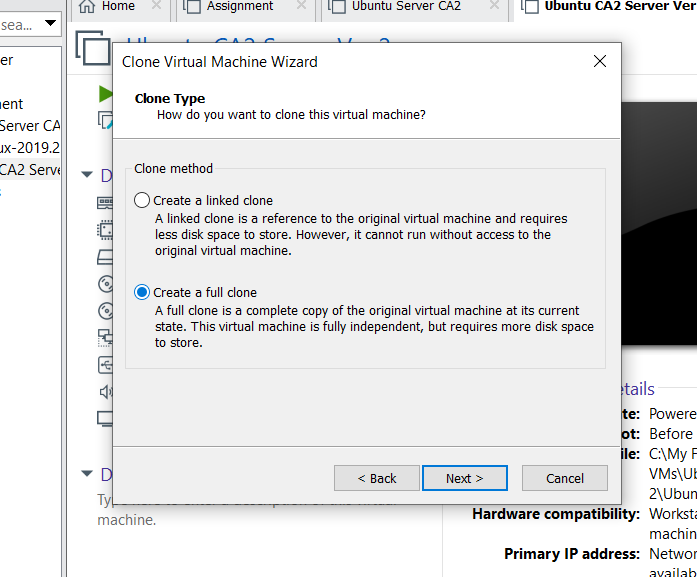 Home
Assignment
Ubuntu Server CA2
Ubuntu CA2 Server Ver
sea...
er
ent
Server CA
ux-2019.2
CA2 Serve
Clone Virtual Machine Wizard
Clone Type
How do you want to clone this virtual machine?
Clone method
Create a linked clone
A linked clone is a reference to the original virtual machine and requires
less disk space to store. However, it cannot run without access to the
original virtual machine.
Create a full clone
A full clone is a complete copy of the original virtual machine at its current
state. This virtual machine is fully independent, but requires more disk space
to store.
< Back
Next >
Cancel
D
D
machine.
etails
te: Powere
ot: Before
ile: C:\My F
VMs\Ub
2\Ubun
Hardware compatibility: Worksta
machin
Primary IP address: Networ
availab